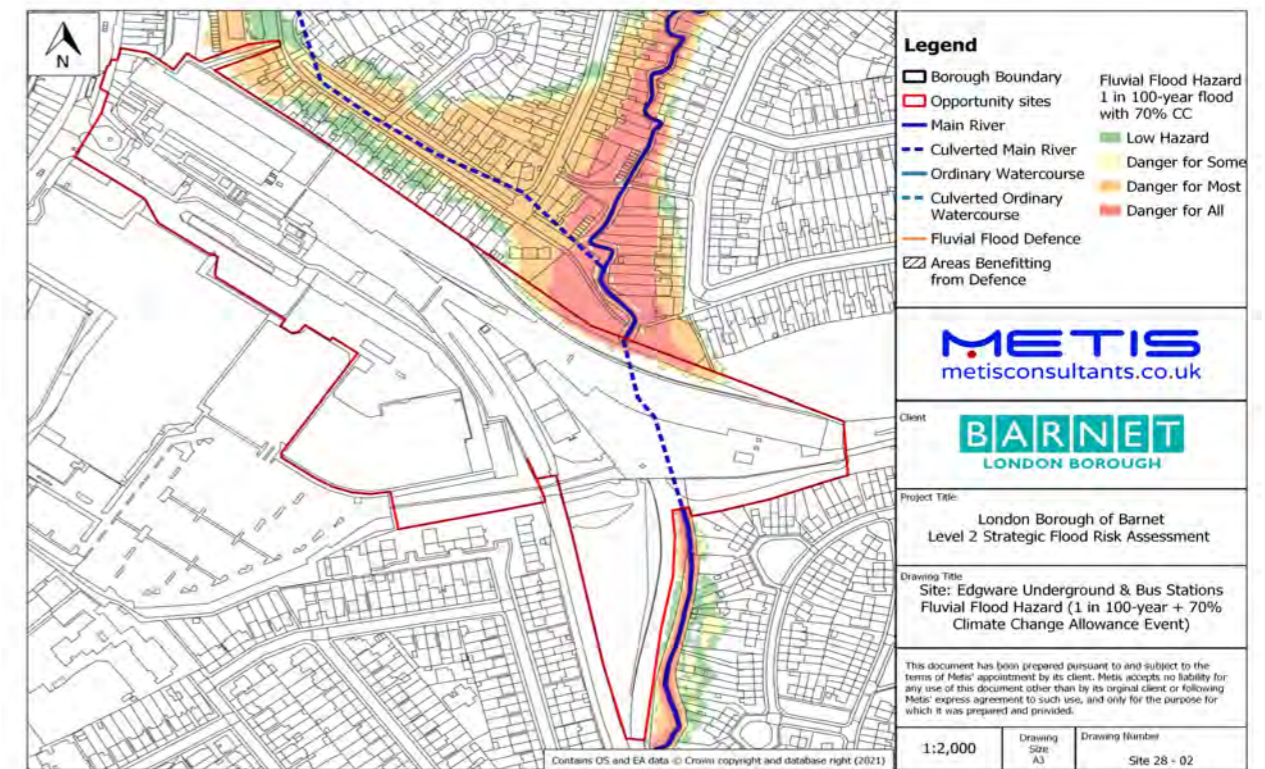 N
Contains OS and EA data © Crown copyright and database right (2021)
Legend
Borough Boundary
Opportunity sites
Main River
Culverted Main River
Ordinary Watercourse
Culverted Ordinary
Watercourse
Fluvial Flood Defence
Areas Benefitting
from Defence
Fluvial Flood Hazard
1 in 100-year flood
with 70% CC
Low Hazard
Danger for Some
Danger for Most
Danger for All
METIS
metisconsultants.co.uk
Client
BARNET
LONDON BOROUGH
Project Title
London Borough of Barnet
Level 2 Strategic Flood Risk Assessment
Drawing Title
Site: Edgware Underground & Bus Stations
Fluvial Flood Hazard (1 in 100-year + 70%
Climate Change Allowance Event)
This document has been prepared pursuant to and subject to the
terms of Metis' appointment by its client. Metis accepts no liability for
any use of this document other than by its orginal client or following
Metis' express agreement to such use, and only for the purpose for
which it was prepared and provided.
1:2,000
Drawing
Size
A3
Drawing Number
Site 28 - 02